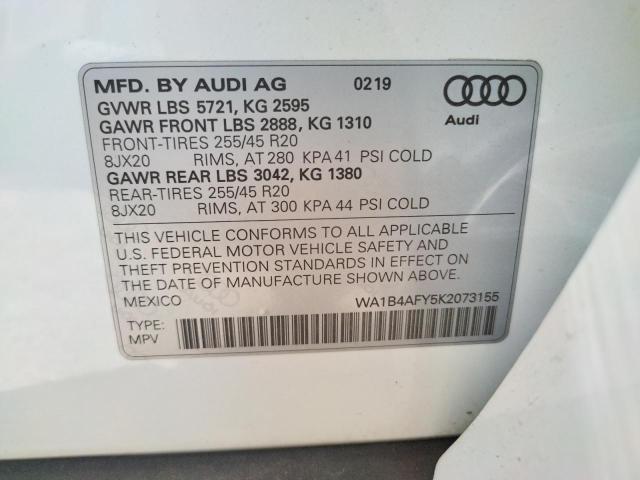 MFD. BY AUDI AG 0219
GVWR LBS 5721, KG 2595
GAWR FRONT LBS 2888, KG 1310
FRONT-TIRES 255/45 R20
8JX20 RIMS, AT 280 KPA 41 PSI COLD
GAWR REAR LBS 3042, KG 1380
REAR-TIRES 255/45 R20
8JX20 RIMS, AT 300 KPA 44 PSI COLD
Audi
THIS VEHICLE CONFORMS TO ALL APPLICABLE
U.S. FEDERAL MOTOR VEHICLE SAFETY AND
THEFT PREVENTION STANDARDS IN EFFECT ON
THE DATE OF MANUFACTURE SHOWN ABOVE.
MEXICO WA1B4AFY5K2073155
TYPE:
MPV